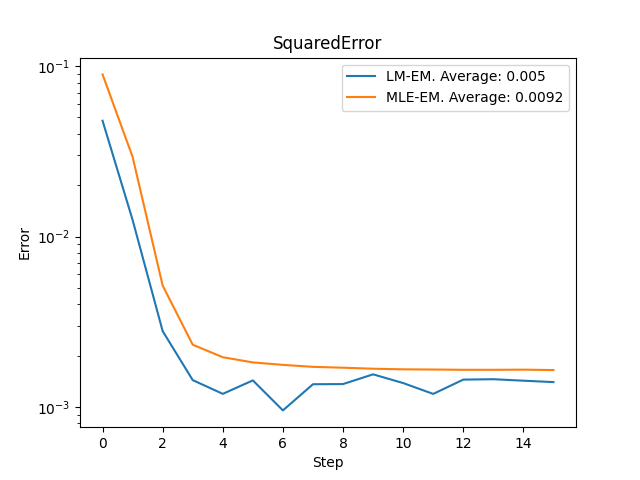 SquaredError
LM-EM. Average: 0.005
MLE-EM. Average: 0.0092
10⁻¹
10⁻²
10⁻³
Error
0 2 4 6 8 10 12 14
Step